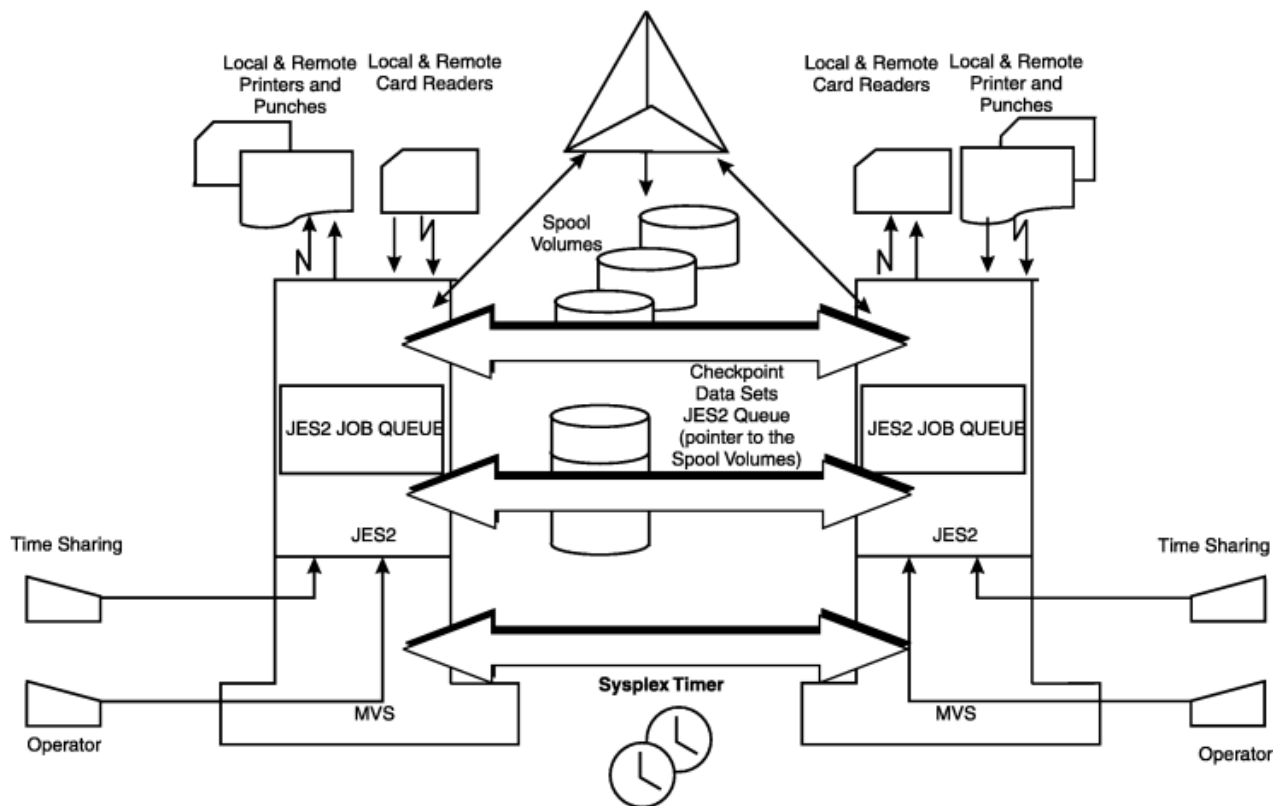 Local & Remote
Printers and
Punches
Local & Remote
Card Readers
Local & Remote
Card Readers
Local & Remote
Printer and
Punches
Spool
Volumes
Checkpoint
Data Sets
JES2 Queue
(pointer to the
Spool Volumes)
JES2 JOB QUEUE
JES2 JOB QUEUE
JES2
JES2
Time Sharing
Time Sharing
Sysplex Timer
MVS
MVS
Operator
Operator